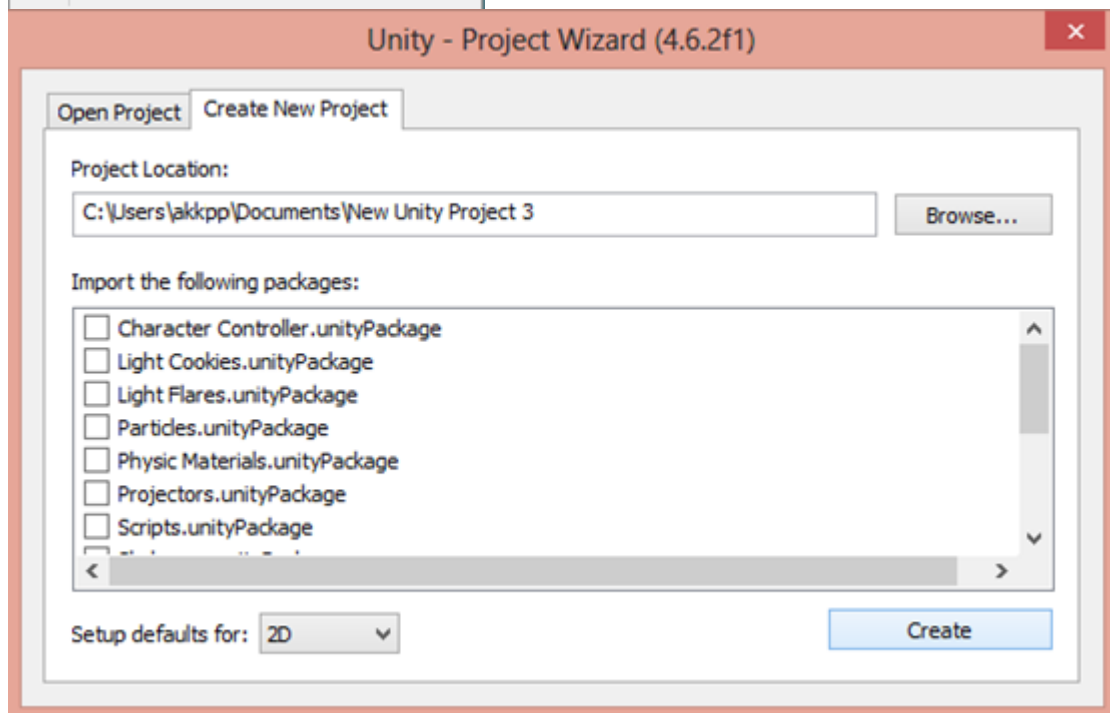 Unity - Project Wizard (4.6.2f1)
Open Project
Create New Project
Project Location:
C:\Users\akkpp\Documents\New Unity Project 3
Browse...
Import the following packages:
Character Controller.unityPackage
Light Cookies.unityPackage
Light Flares.unityPackage
Particles.unityPackage
Physic Materials.unityPackage
Projectors.unityPackage
Scripts.unityPackage
Setup defaults for: 2D
Create